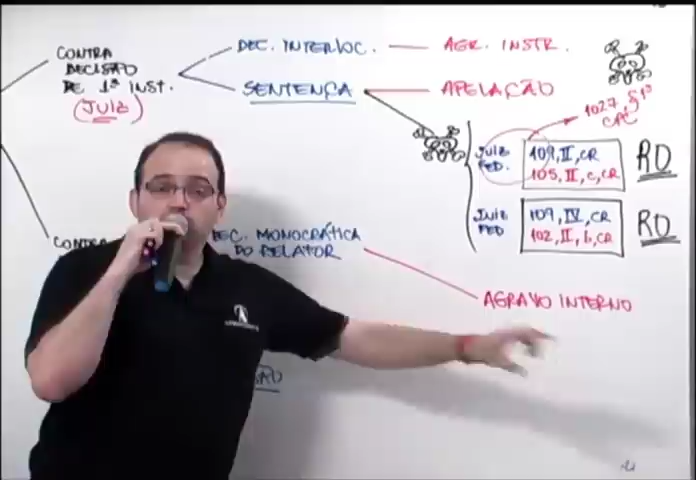 CONTRA
DECISÃO
DE 1ª INST.
(JUIZ)
DEC. INTERLOC. — AGR. INSTR.
SENTENÇA
APELAÇÃO
1027, §1º
CPC
JUIZ
FED.
109, II, CR
105, II, c, CR
RO
JUIZ
FED
109, IV, CR
102, II, b, CR
RO
CONTRA
DEC. MONOCRÁTICA
DO RELATOR
AGRAVO INTERNO